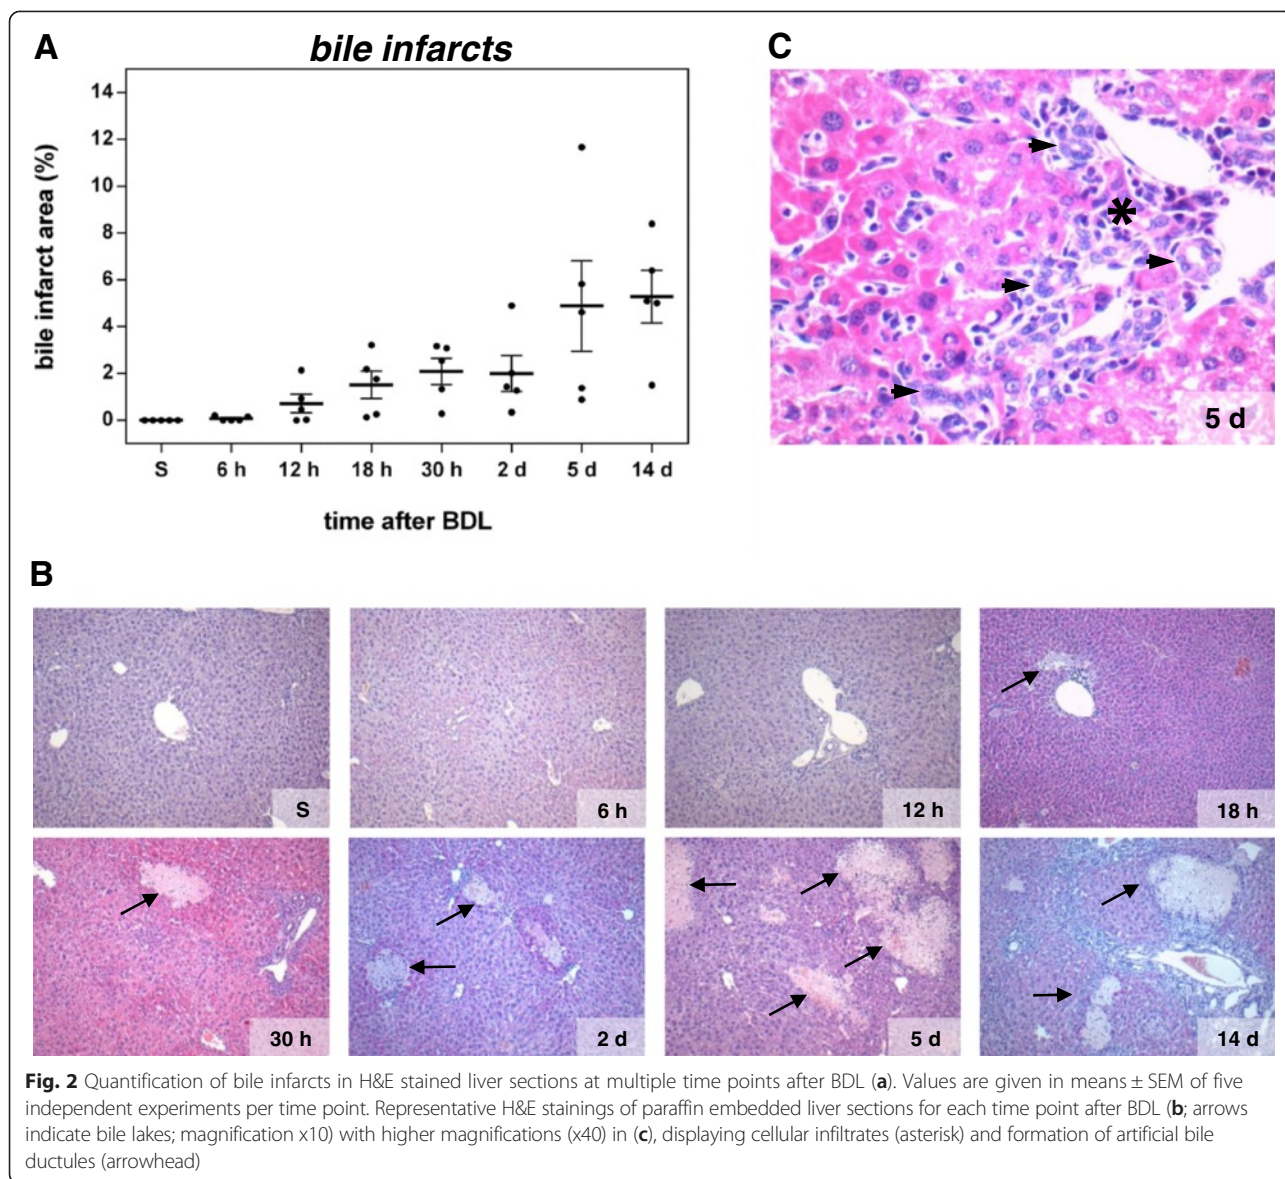 A
bile infarcts
C
bile infarct area (%)
14
12
10
8
6
4
2
0
S
6 h
12 h
18 h
30 h
2 d
5 d
14 d
time after BDL
*
5 d
B
S
6 h
12 h
18 h
30 h
2 d
5 d
14 d
Fig. 2 Quantification of bile infarcts in H&E stained liver sections at multiple time points after BDL (a). Values are given in means ± SEM of five
independent experiments per time point. Representative H&E stainings of paraffin embedded liver sections for each time point after BDL (b; arrows
indicate bile lakes; magnification x10) with higher magnifications (x40) in (c), displaying cellular infiltrates (asterisk) and formation of artificial bile
ductules (arrowhead)